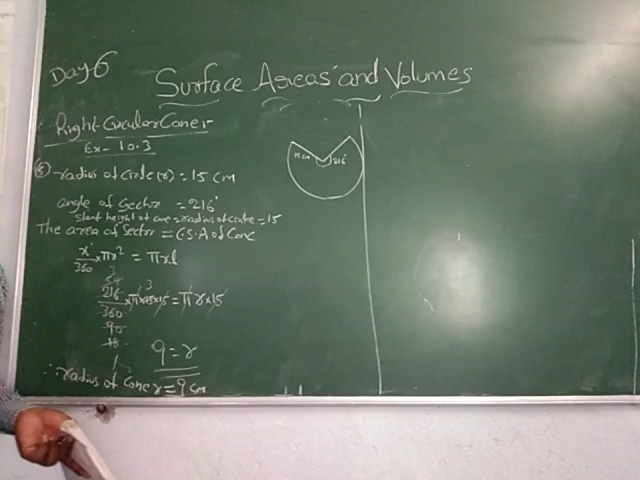 Day-6
Surface Areas and Volumes
Right Circular Cone:-
Ex- 10.3
radius of circle (r) = 15 cm
15 cm 216°
angle of sector = 216°
slant height of cone = radius of circle = 15
The area of Sector = C.S.A of Cone
x°/360 πr² = πrl
216/360 × π × 15 × 15 = π r × 15
9 = r
∴ radius of cone r = 9 cm